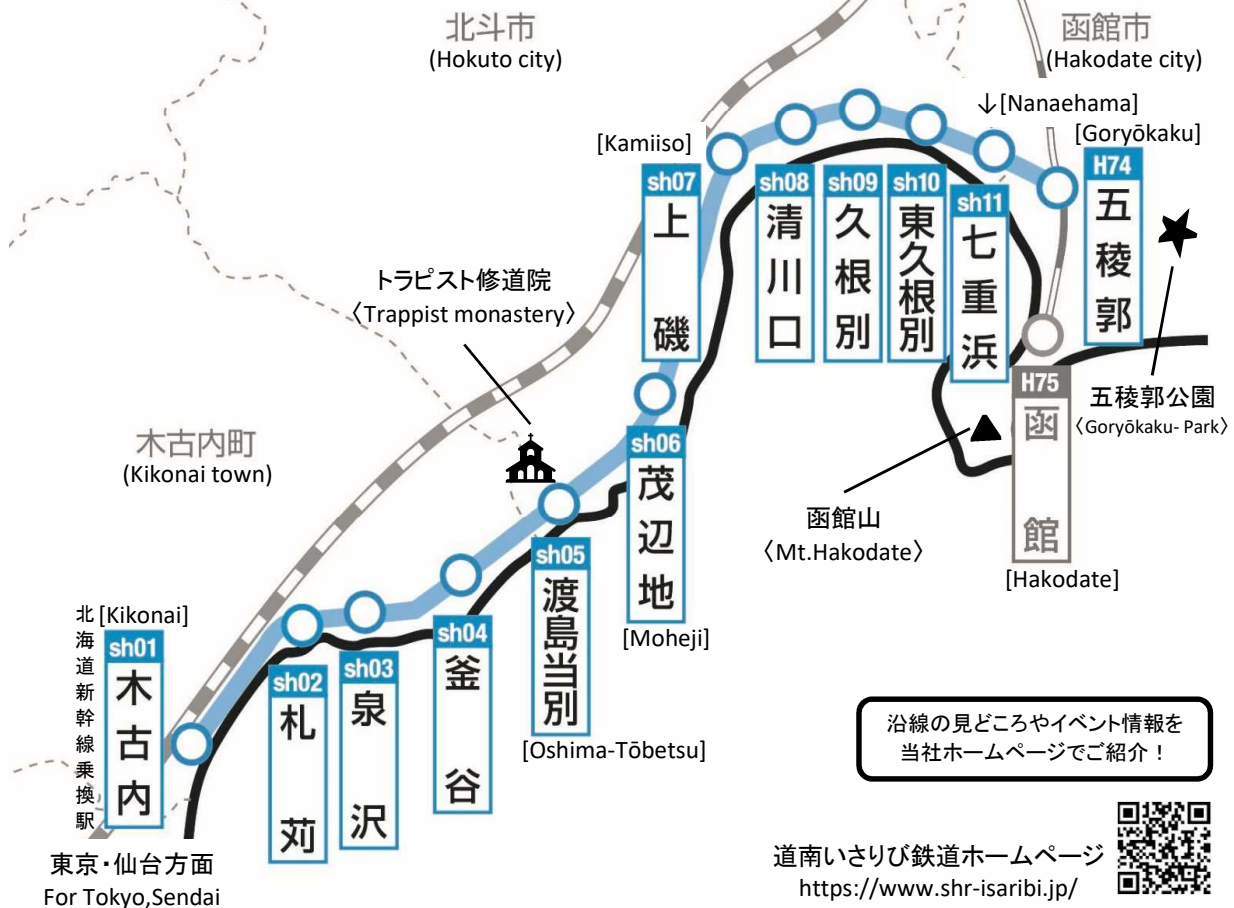 北斗市
(Hokuto city)
函館市
(Hakodate city)
↓[Nanaehama]
[Goryōkaku]
[Kamiiso]
H74
五稜郭
sh07
上磯
sh08
清川口
sh09
久根別
sh10
東久根別
sh11
七重浜
トラピスト修道院
〈Trappist monastery〉
H75
函館
[Hakodate]
五稜郭公園
〈Goryōkaku- Park〉
木古内町
(Kikonai town)
函館山
〈Mt.Hakodate〉
sh06
茂辺地
[Moheji]
sh05
渡島当別
[Oshima-Tōbetsu]
sh04
釜谷
sh03
泉沢
sh02
札苅
[Kikonai]
sh01
木古内
北海道新幹線乗換駅
東京・仙台方面
For Tokyo,Sendai
沿線の見どころやイベント情報を
当社ホームページでご紹介！
道南いさりび鉄道ホームページ
https://www.shr-isaribi.jp/